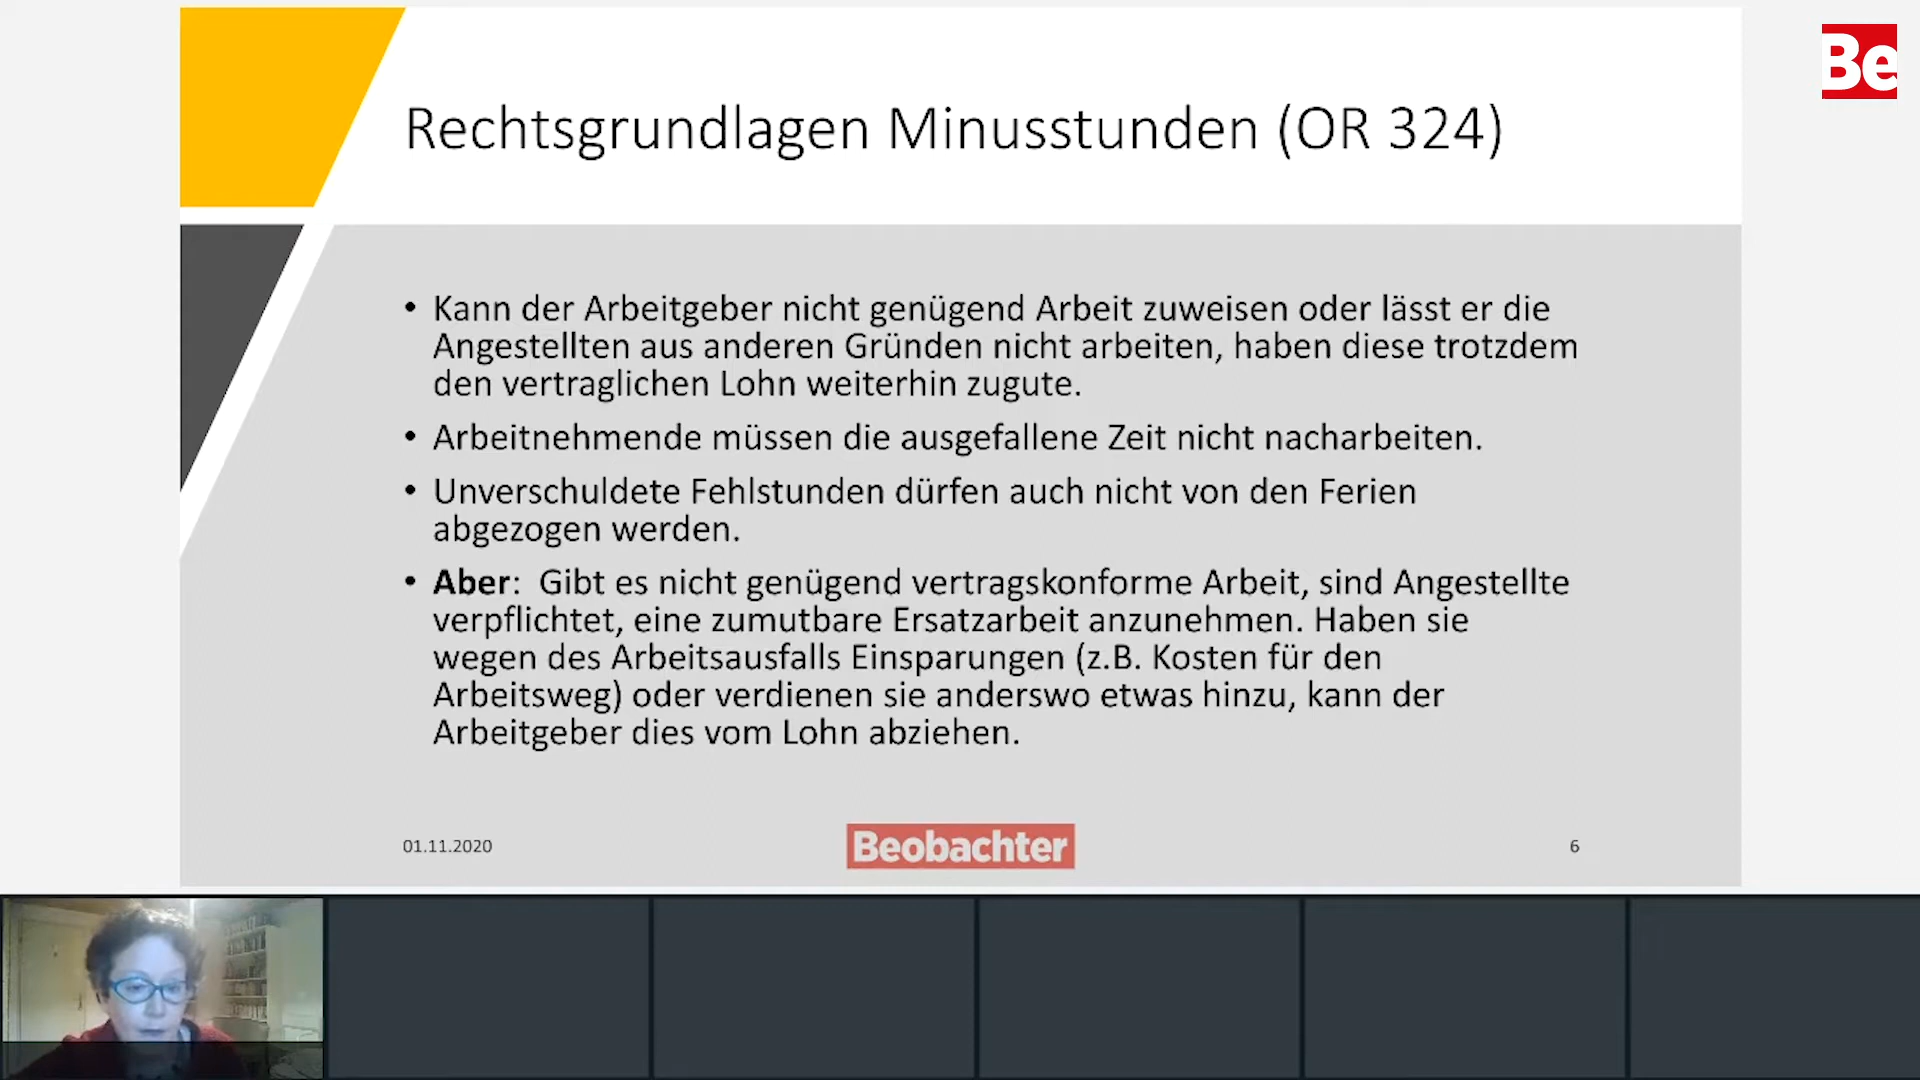 Be
Rechtsgrundlagen Minusstunden (OR 324)
• Kann der Arbeitgeber nicht genügend Arbeit zuweisen oder lässt er die
Angestellten aus anderen Gründen nicht arbeiten, haben diese trotzdem
den vertraglichen Lohn weiterhin zugute.
• Arbeitnehmende müssen die ausgefallene Zeit nicht nacharbeiten.
• Unverschuldete Fehlstunden dürfen auch nicht von den Ferien
abgezogen werden.
• Aber:  Gibt es nicht genügend vertragskonforme Arbeit, sind Angestellte
verpflichtet, eine zumutbare Ersatzarbeit anzunehmen. Haben sie
wegen des Arbeitsausfalls Einsparungen (z.B. Kosten für den
Arbeitsweg) oder verdienen sie anderswo etwas hinzu, kann der
Arbeitgeber dies vom Lohn abziehen.
01.11.2020
Beobachter
6